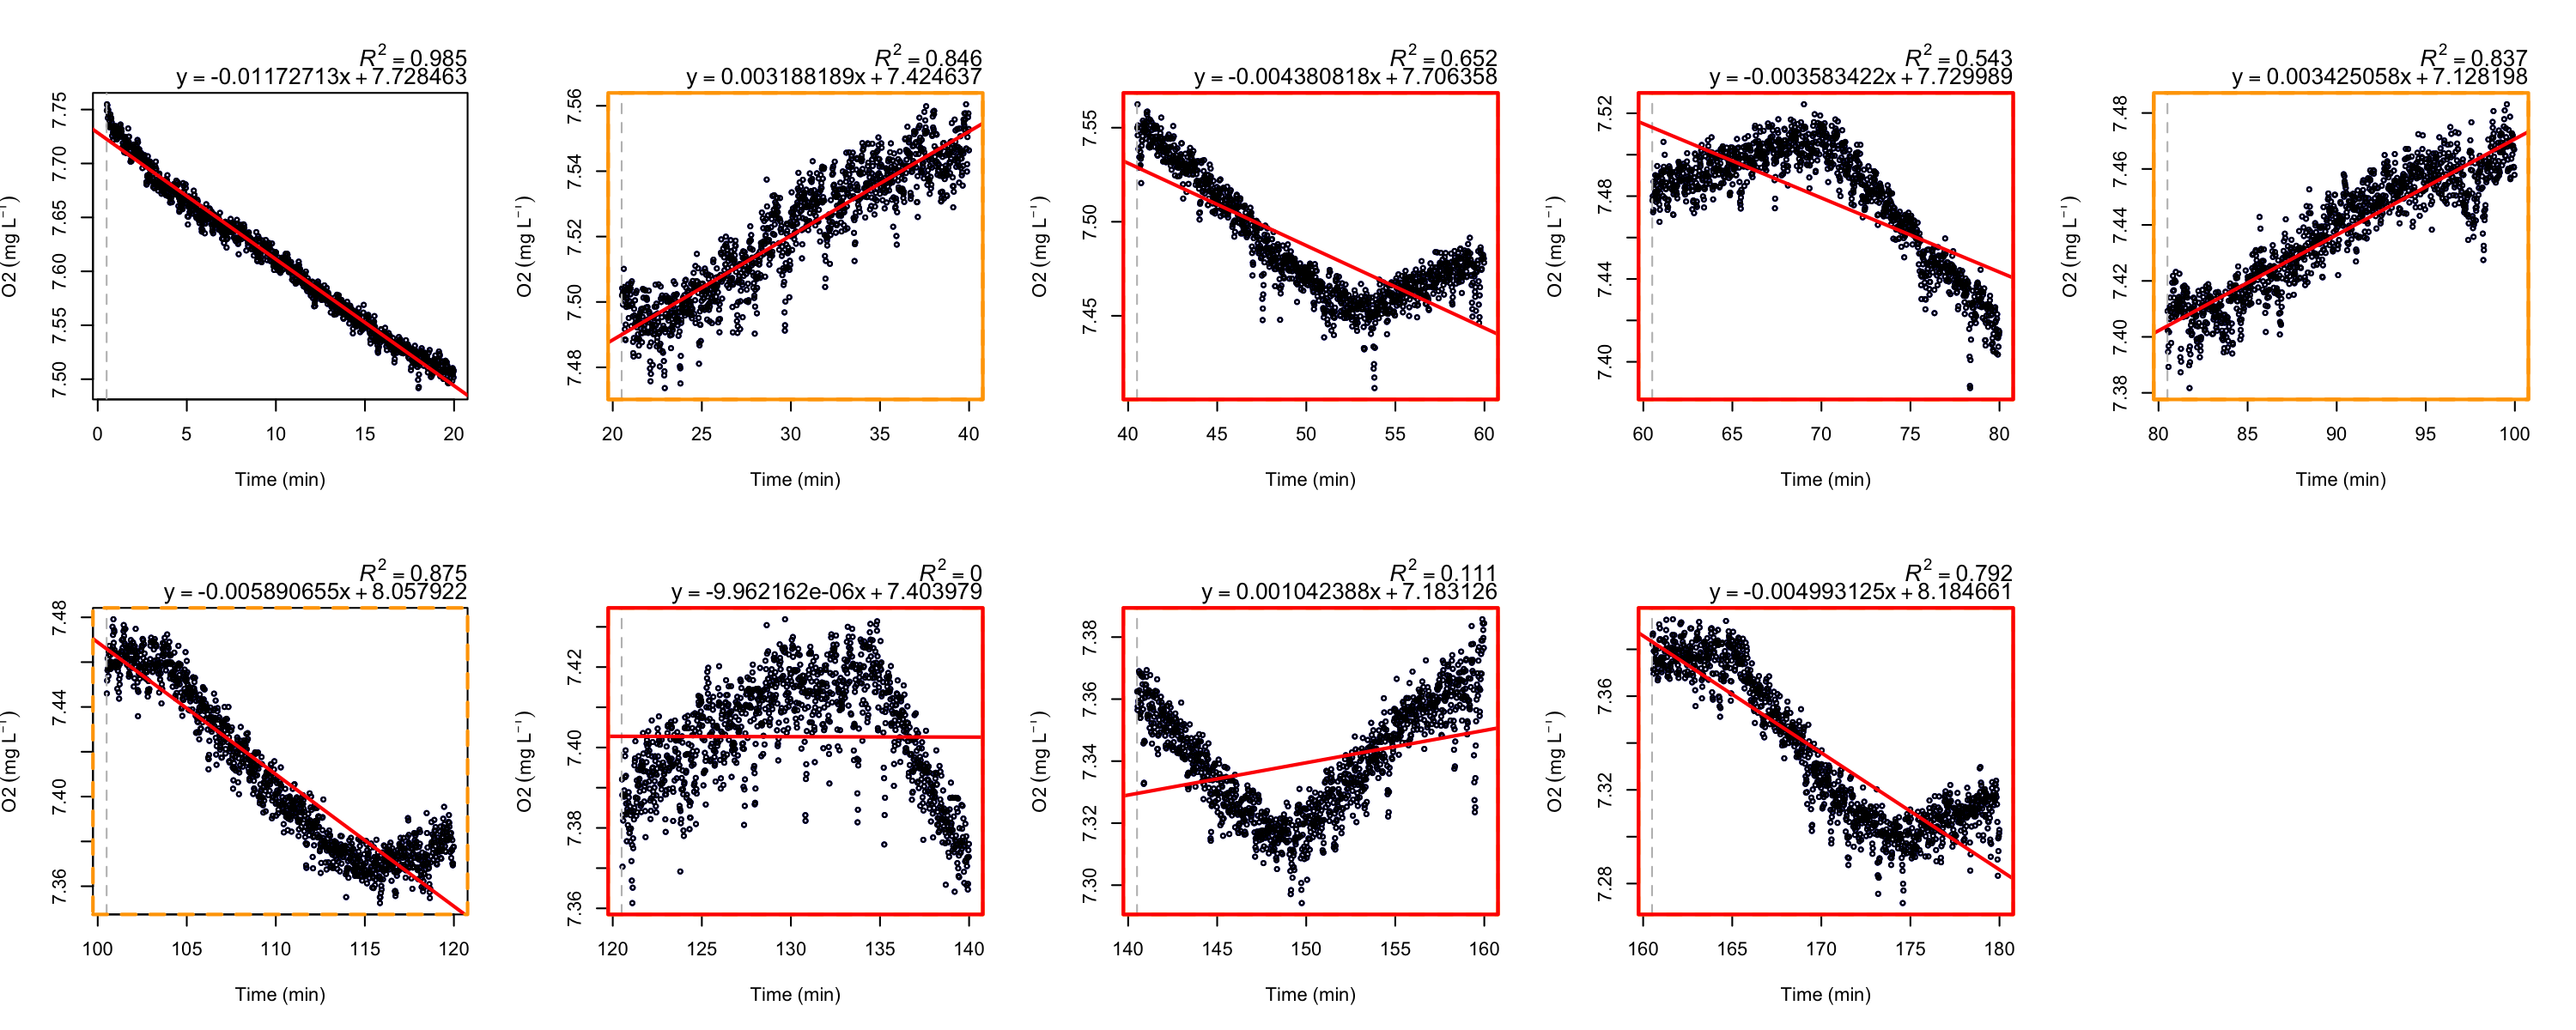 R² = 0.985
y = -0.01172713x + 7.728463
O2 (mg L⁻¹)
7.75
7.70
7.65
7.60
7.55
7.50
0 5 10 15 20
Time (min)
R² = 0.846
y = 0.003188189x + 7.424637
O2 (mg L⁻¹)
7.56
7.54
7.52
7.50
7.48
20 25 30 35 40
Time (min)
R² = 0.652
y = -0.004380818x + 7.706358
O2 (mg L⁻¹)
7.55
7.50
7.45
40 45 50 55 60
Time (min)
R² = 0.543
y = -0.003583422x + 7.729989
O2 (mg L⁻¹)
7.52
7.48
7.44
7.40
60 65 70 75 80
Time (min)
R² = 0.837
y = 0.003425058x + 7.128198
O2 (mg L⁻¹)
7.48
7.46
7.44
7.42
7.40
7.38
80 85 90 95 100
Time (min)
R² = 0.875
y = -0.005890655x + 8.057922
O2 (mg L⁻¹)
7.48
7.44
7.40
7.36
100 105 110 115 120
Time (min)
R² = 0
y = -9.962162e-06x + 7.403979
O2 (mg L⁻¹)
7.42
7.40
7.38
7.36
120 125 130 135 140
Time (min)
R² = 0.111
y = 0.001042388x + 7.183126
O2 (mg L⁻¹)
7.38
7.36
7.34
7.32
7.30
140 145 150 155 160
Time (min)
R² = 0.792
y = -0.004993125x + 8.184661
O2 (mg L⁻¹)
7.36
7.32
7.28
160 165 170 175 180
Time (min)